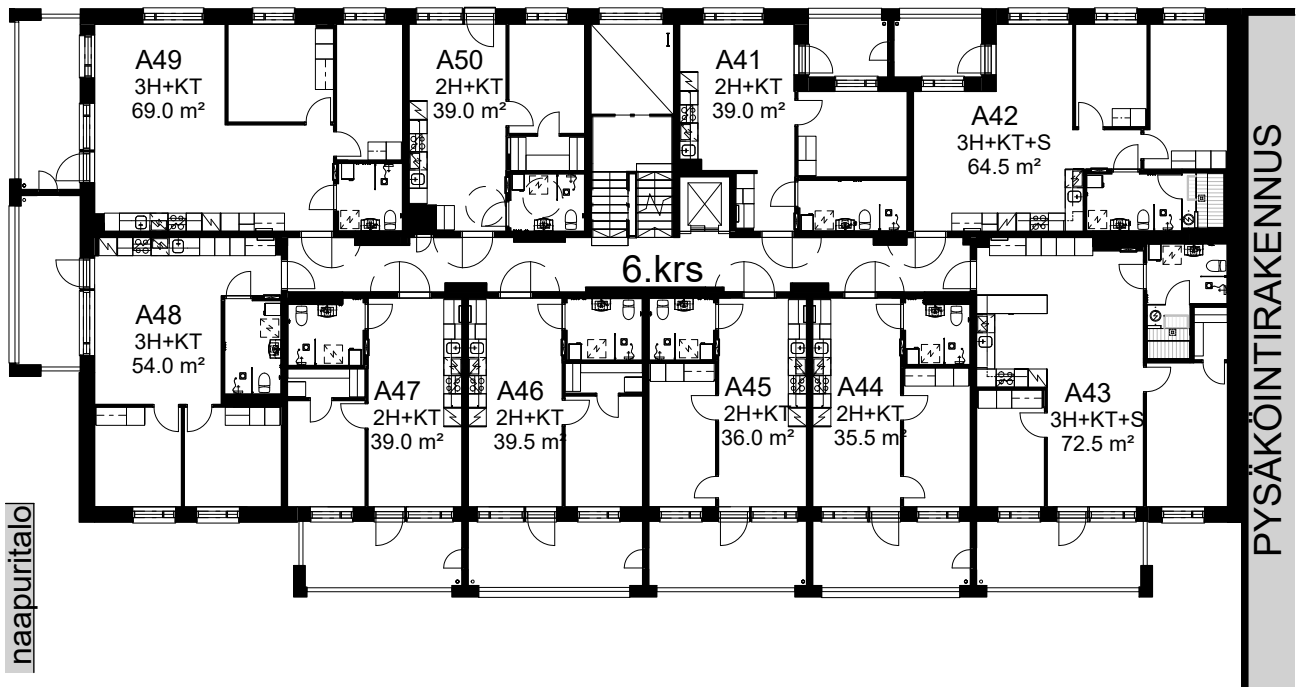 A49
3H+KT
69.0 m²
A50
2H+KT
39.0 m²
A41
2H+KT
39.0 m²
A42
3H+KT+S
64.5 m²
6.krs
A48
3H+KT
54.0 m²
A47
2H+KT
39.0 m²
A46
2H+KT
39.5 m²
A45
2H+KT
36.0 m²
A44
2H+KT
35.5 m²
A43
3H+KT+S
72.5 m²
PYSÄKÖINTIRAKENNUS
naapuritalo